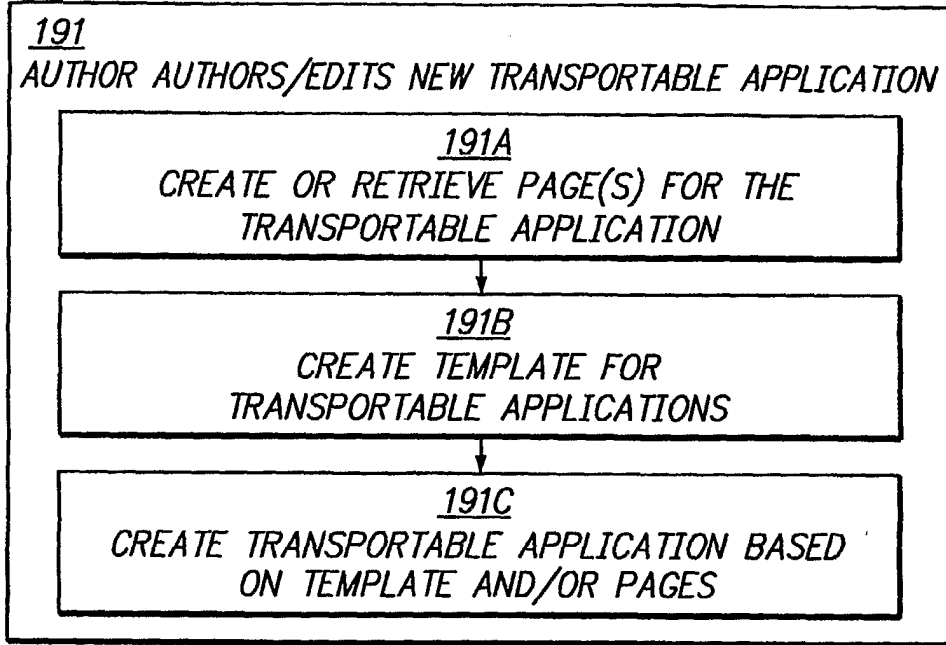 191
AUTHOR AUTHORS/EDITS NEW TRANSPORTABLE APPLICATION
191A
CREATE OR RETRIEVE PAGE(S) FOR THE
TRANSPORTABLE APPLICATION
191B
CREATE TEMPLATE FOR
TRANSPORTABLE APPLICATIONS
191C
CREATE TRANSPORTABLE APPLICATION BASED
ON TEMPLATE AND/OR PAGES